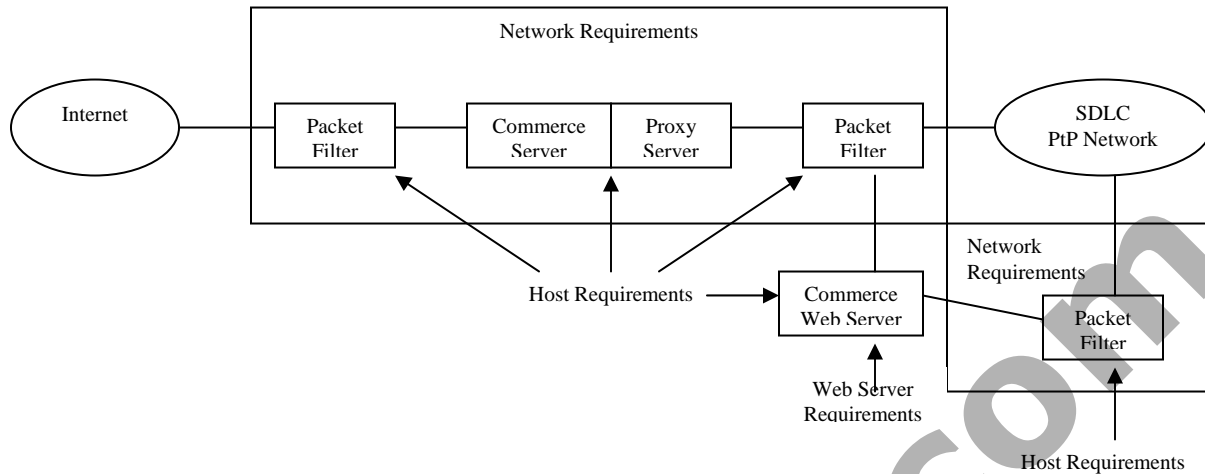 Network Requirements
Internet
Packet
Filter
Commerce
Server
Proxy
Server
Packet
Filter
SDLC
PtP Network
Network
Requirements
Host Requirements
Commerce
Web Server
Packet
Filter
Web Server
Requirements
Host Requirements
com